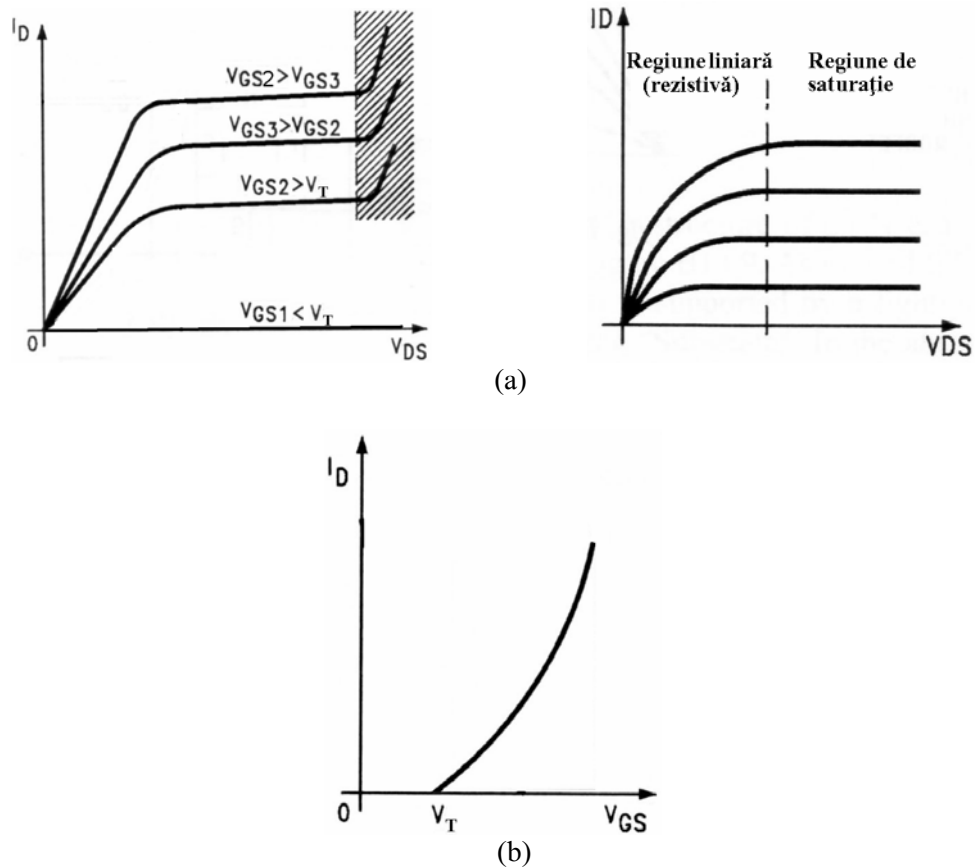 I_D
V_GS2>V_GS3
V_GS3>V_GS2
V_GS2>V_T
V_GS1<V_T
0
V_DS
ID
Regiune liniară
(rezistivă)
Regiune de
saturație
VDS
(a)
I_D
0
V_T
V_GS
(b)